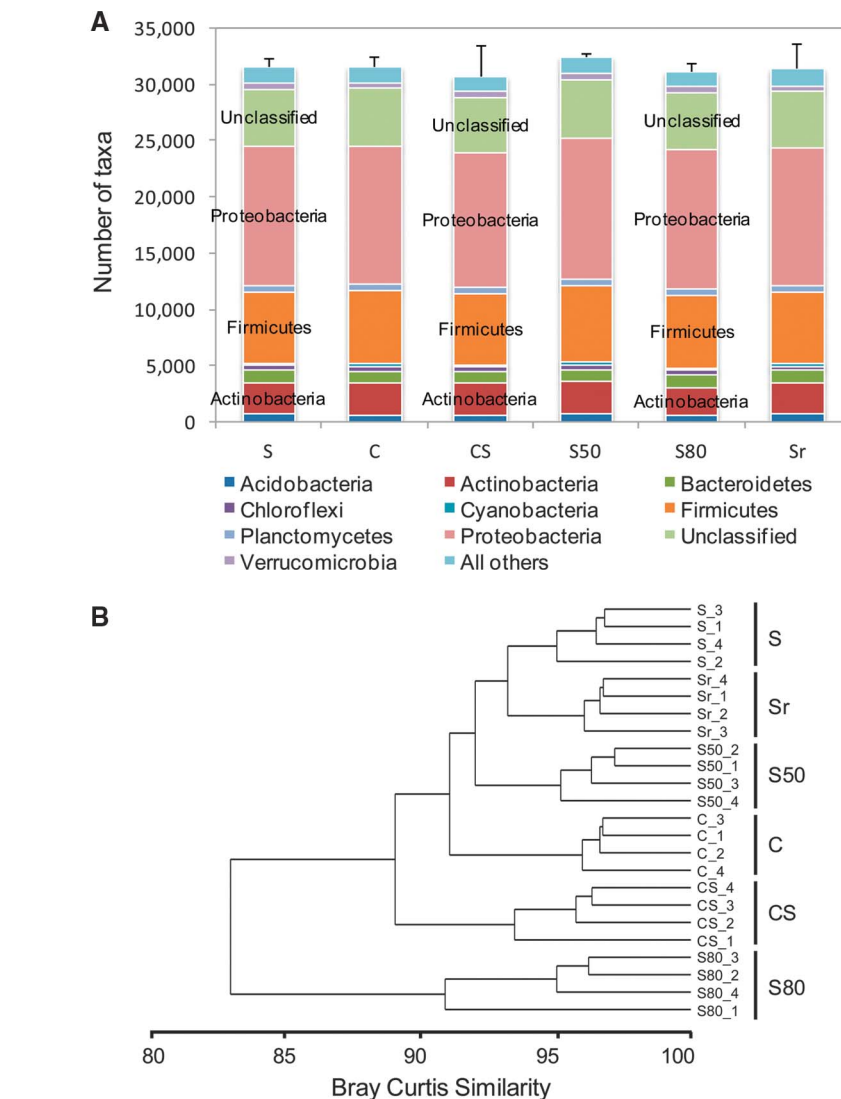 A
35,000
30,000
25,000
20,000
15,000
10,000
5,000
0
Number of taxa
Unclassified
Unclassified
Unclassified
Proteobacteria
Proteobacteria
Proteobacteria
Firmicutes
Firmicutes
Firmicutes
Actinobacteria
Actinobacteria
Actinobacteria
S C CS S50 S80 Sr
Acidobacteria Actinobacteria Bacteroidetes
Chloroflexi Cyanobacteria Firmicutes
Planctomycetes Proteobacteria Unclassified
Verrucomicrobia All others
B
S_3
S_1
S_4
S_2
S
Sr_4
Sr_1
Sr_2
Sr_3
Sr
S50_2
S50_1
S50_3
S50_4
S50
C_3
C_1
C_2
C_4
C
CS_4
CS_3
CS_2
CS_1
CS
S80_3
S80_2
S80_4
S80_1
S80
80 85 90 95 100
Bray Curtis Similarity